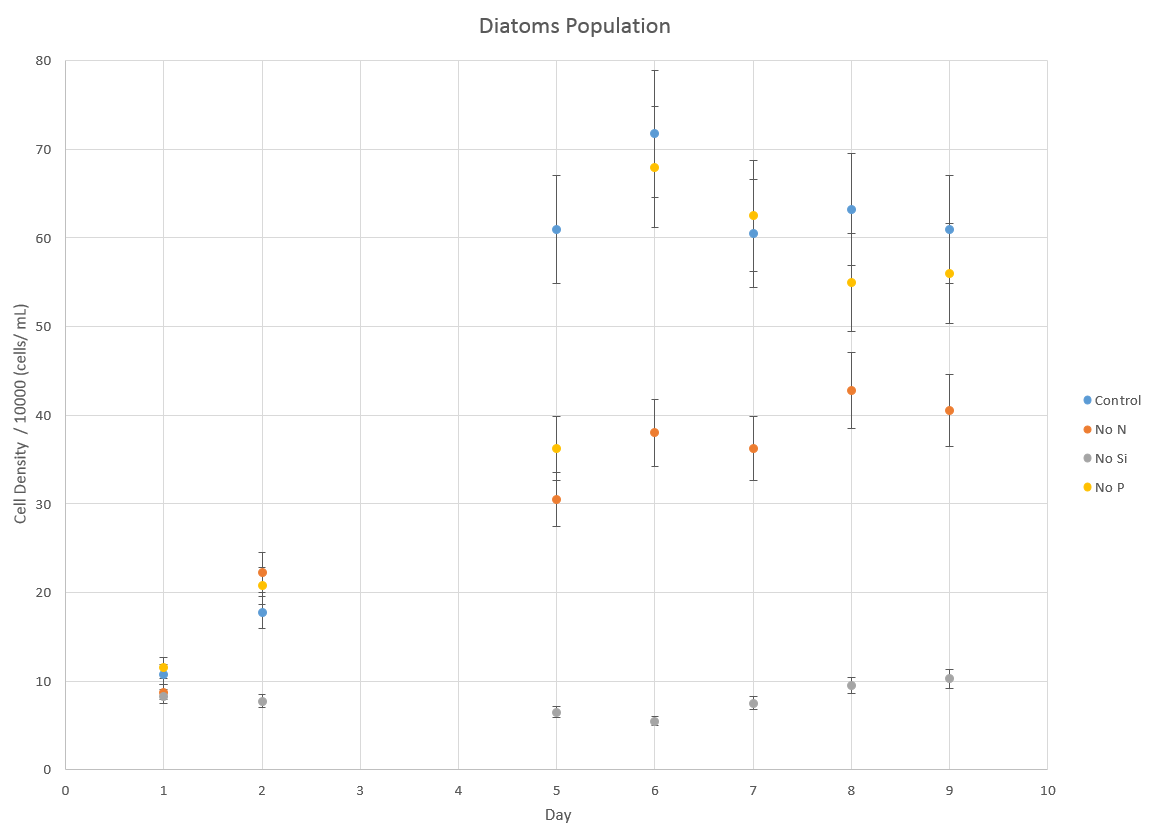 Diatoms Population
80
70
60
50
40
30
20
10
0
Cell Density / 10000 (cells/ mL)
0 1 2 3 4 5 6 7 8 9 10
Day
Control
No N
No Si
No P